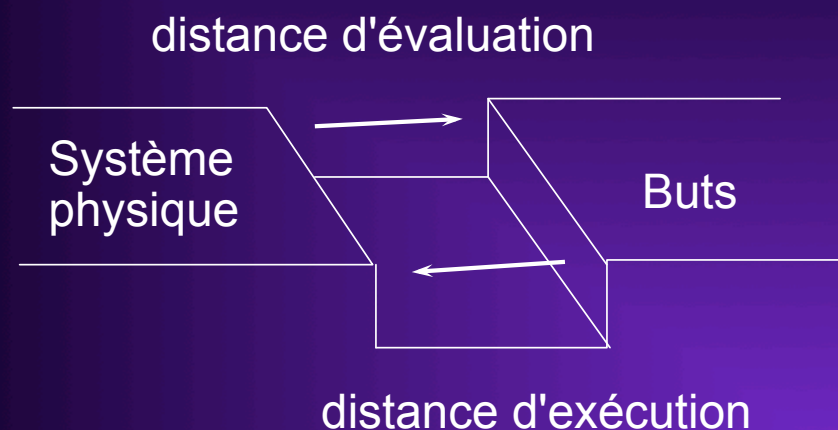 distance d'évaluation
Système
physique
Buts
distance d'exécution